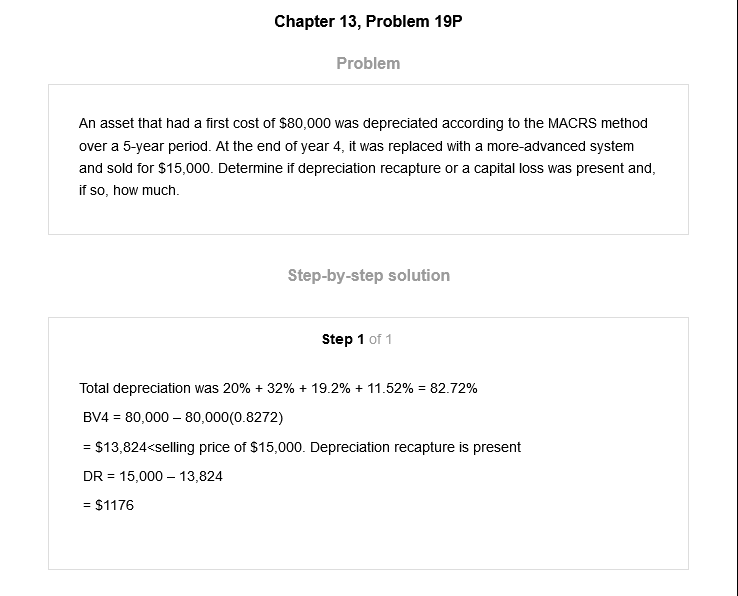 Chapter 13, Problem 19P
Problem
An asset that had a first cost of $80,000 was depreciated according to the MACRS method
over a 5-year period. At the end of year 4, it was replaced with a more-advanced system
and sold for $15,000. Determine if depreciation recapture or a capital loss was present and,
if so, how much.
Step-by-step solution
Step 1 of 1
Total depreciation was 20% + 32% + 19.2% + 11.52% = 82.72%
BV4 = 80,000 – 80,000(0.8272)
= $13,824<selling price of $15,000. Depreciation recapture is present
DR = 15,000 – 13,824
= $1176